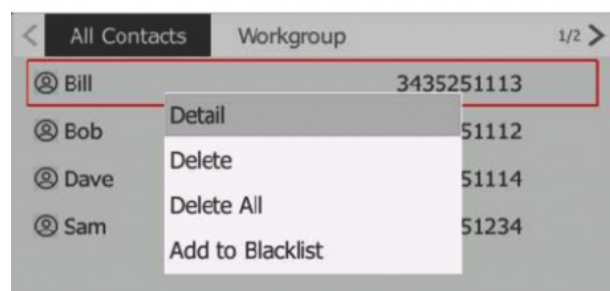 All Contacts Workgroup 1/2
Bill 3435251113
Detail
Bob 51112
Delete
Dave 51114
Delete All
Sam 51234
Add to Blacklist